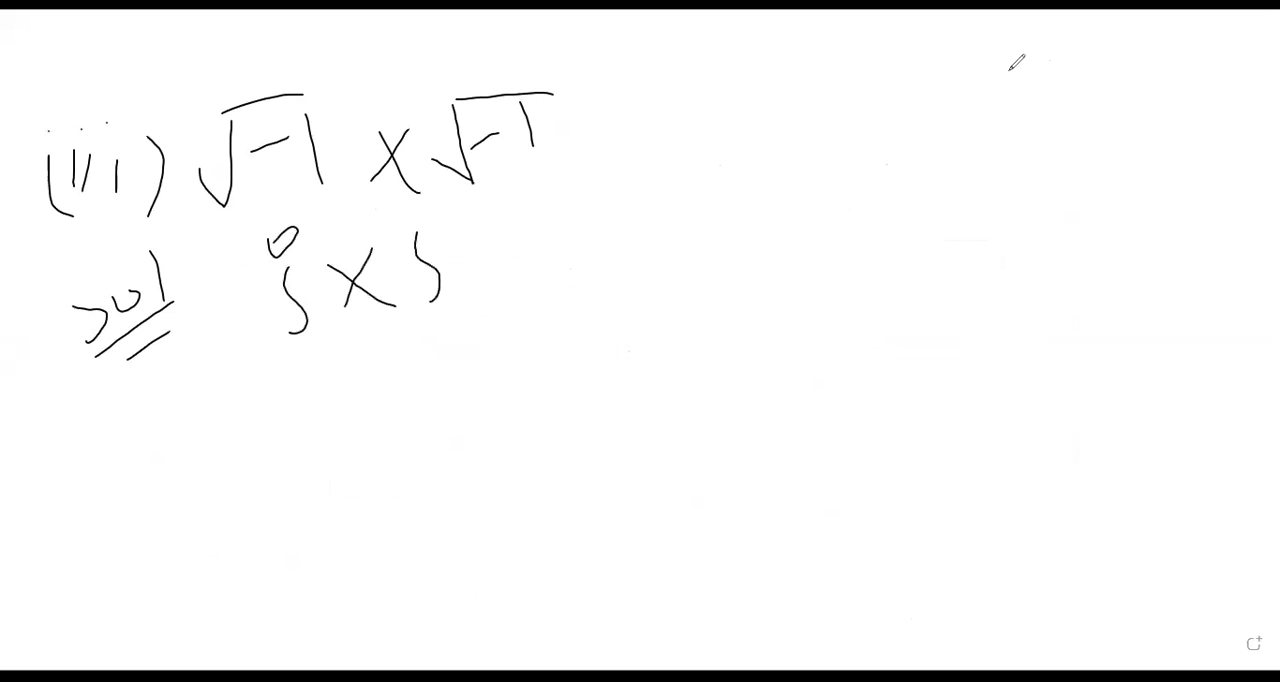 (iii) √-1 × √-1
Sol i × i